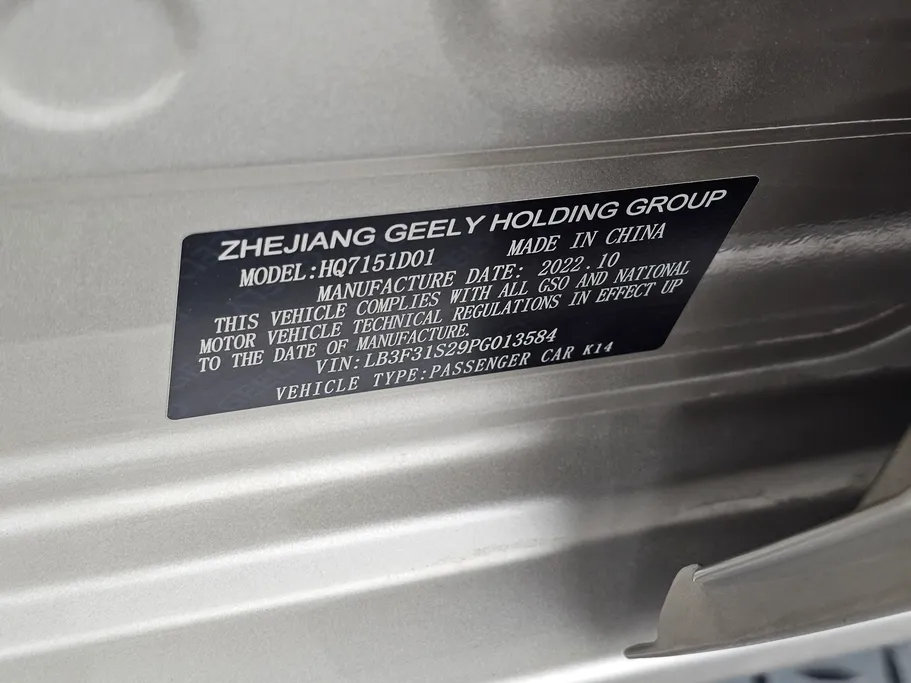 ZHEJIANG GEELY HOLDING GROUP
MODEL:HQ7151D01 MADE IN CHINA
MANUFACTURE DATE: 2022.10
THIS VEHICLE COMPLIES WITH ALL GSO AND NATIONAL
MOTOR VEHICLE TECHNICAL REGULATIONS IN EFFECT UP
TO THE DATE OF MANUFACTURE.
VIN:LB3F31S29PG013584
VEHICLE TYPE:PASSENGER CAR K14